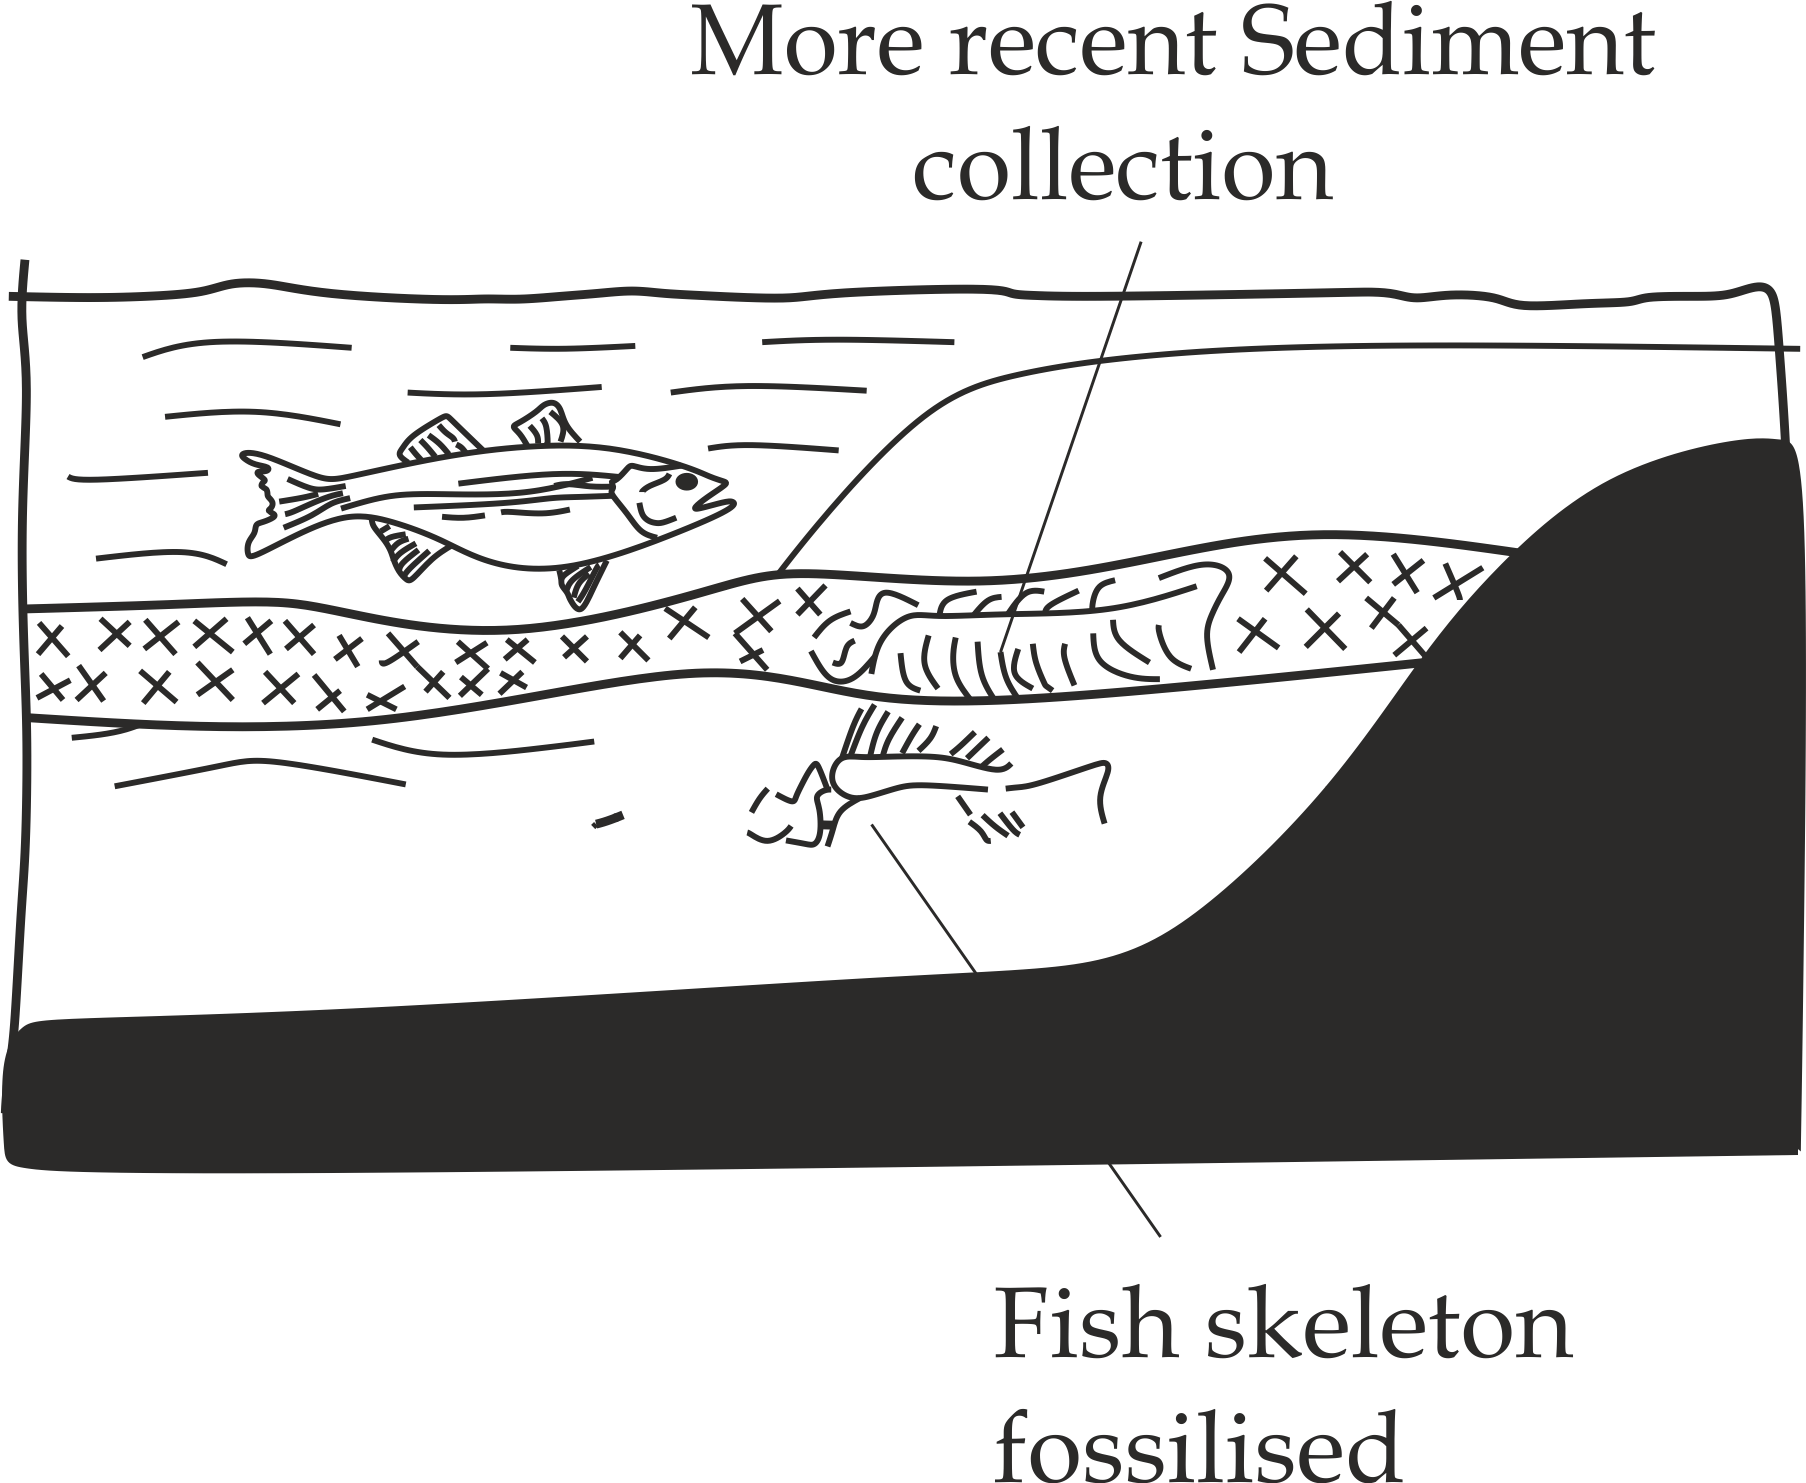 More recent Sediment
collection
Fish skeleton
fossilised